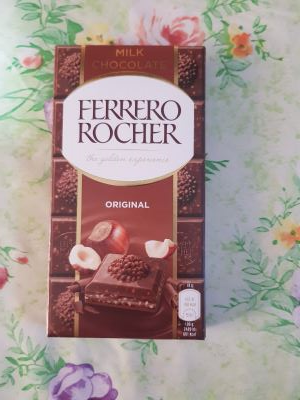 MILK
CHOCOLATE
FERRERO
ROCHER
the golden experience
ORIGINAL